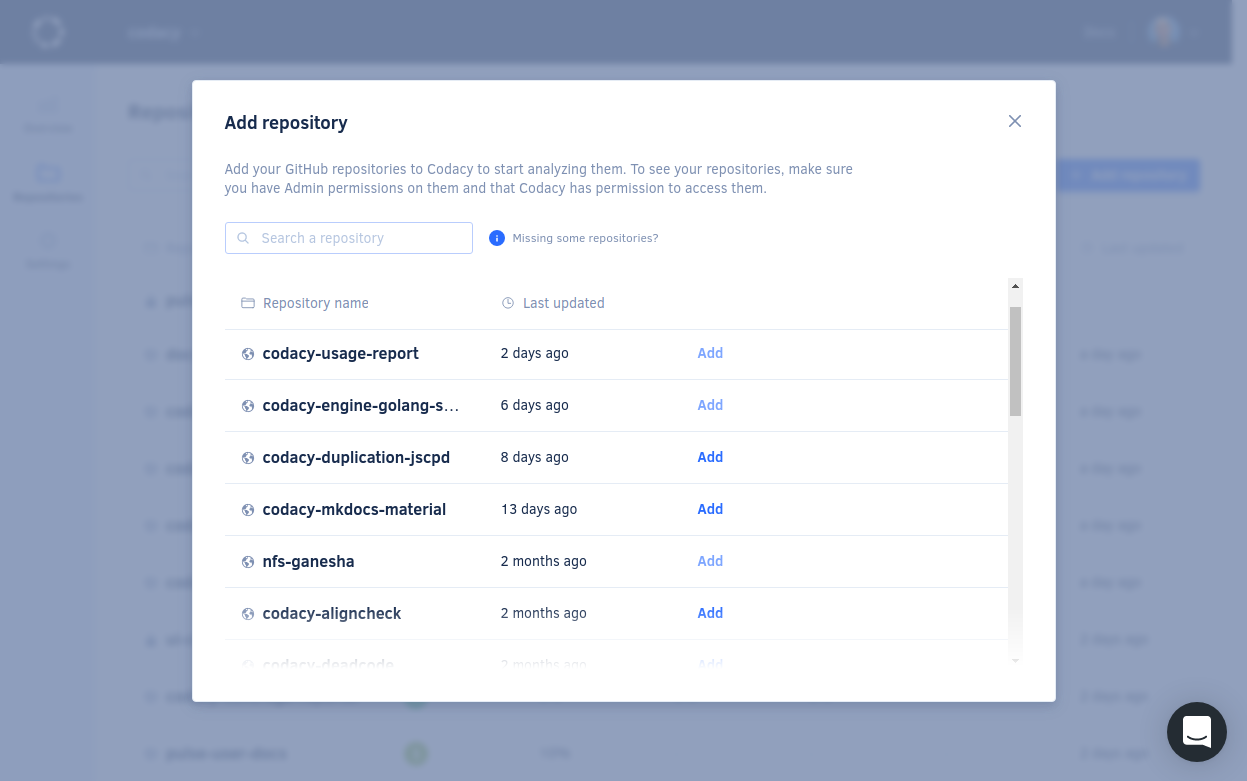 Add repository
Add your GitHub repositories to Codacy to start analyzing them. To see your repositories, make sure
you have Admin permissions on them and that Codacy has permission to access them.
Search a repository
Missing some repositories?
Repository name Last updated
codacy-usage-report 2 days ago Add
codacy-engine-golang-s... 6 days ago Add
codacy-duplication-jscpd 8 days ago Add
codacy-mkdocs-material 13 days ago Add
nfs-ganesha 2 months ago Add
codacy-aligncheck 2 months ago Add
codacy-deadcode 2 months ago Add